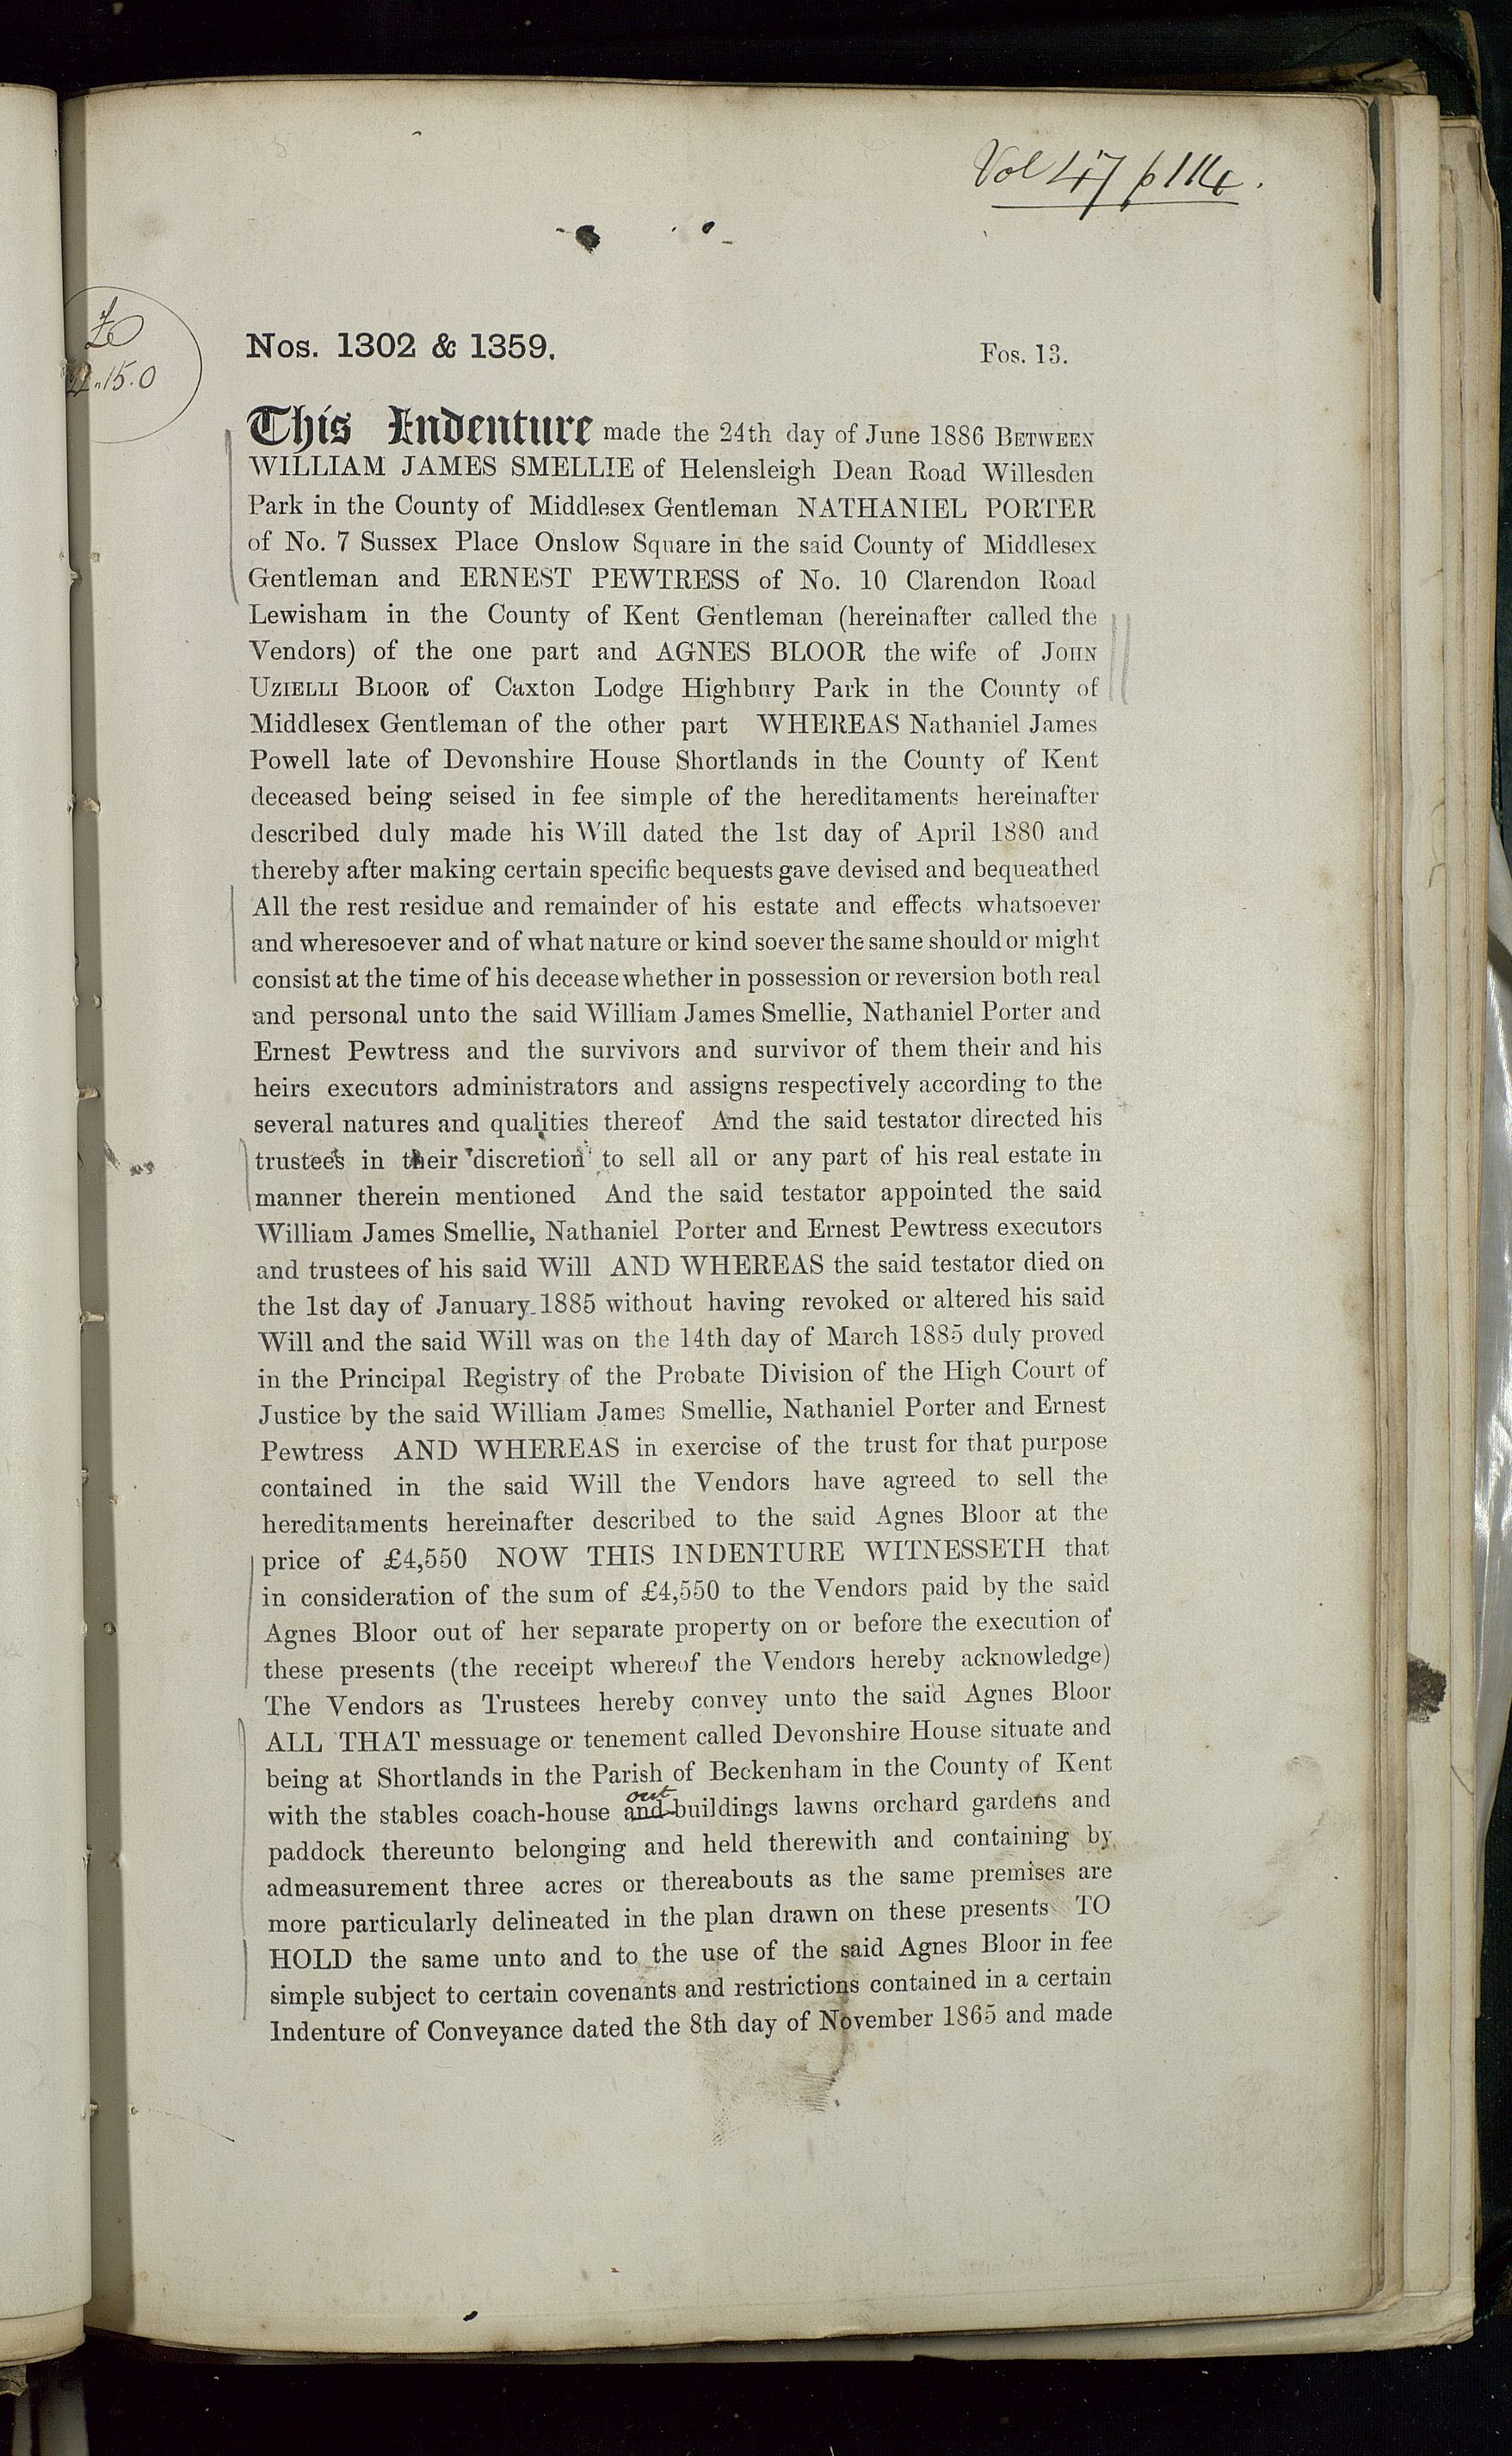 Vol 47 p 114.
2.15.0
Nos. 1302 & 1359.
Fos. 13.
This Indenture made the 24th day of June 1886 BETWEEN
WILLIAM JAMES SMELLIE of Helensleigh Dean Road Willesden
Park in the County of Middlesex Gentleman NATHANIEL PORTER
of No. 7 Sussex Place Onslow Square in the said County of Middlesex
Gentleman and ERNEST PEWTRESS of No. 10 Clarendon Road
Lewisham in the County of Kent Gentleman (hereinafter called the
Vendors) of the one part and AGNES BLOOR the wife of JOHN
UZIELLI BLOOR of Caxton Lodge Highbury Park in the County of
Middlesex Gentleman of the other part WHEREAS Nathaniel James
Powell late of Devonshire House Shortlands in the County of Kent
deceased being seised in fee simple of the hereditaments hereinafter
described duly made his Will dated the 1st day of April 1880 and
thereby after making certain specific bequests gave devised and bequeathed
All the rest residue and remainder of his estate and effects whatsoever
and wheresoever and of what nature or kind soever the same should or might
consist at the time of his decease whether in possession or reversion both real
and personal unto the said William James Smellie, Nathaniel Porter and
Ernest Pewtress and the survivors and survivor of them their and his
heirs executors administrators and assigns respectively according to the
several natures and qualities thereof And the said testator directed his
trustees in their discretion to sell all or any part of his real estate in
manner therein mentioned And the said testator appointed the said
William James Smellie, Nathaniel Porter and Ernest Pewtress executors
and trustees of his said Will AND WHEREAS the said testator died on
the 1st day of January 1885 without having revoked or altered his said
Will and the said Will was on the 14th day of March 1885 duly proved
in the Principal Registry of the Probate Division of the High Court of
Justice by the said William James Smellie, Nathaniel Porter and Ernest
Pewtress AND WHEREAS in exercise of the trust for that purpose
contained in the said Will the Vendors have agreed to sell the
hereditaments hereinafter described to the said Agnes Bloor at the
price of £4,550 NOW THIS INDENTURE WITNESSETH that
in consideration of the sum of £4,550 to the Vendors paid by the said
Agnes Bloor out of her separate property on or before the execution of
these presents (the receipt whereof the Vendors hereby acknowledge)
The Vendors as Trustees hereby convey unto the said Agnes Bloor
ALL THAT messuage or tenement called Devonshire House situate and
being at Shortlands in the Parish of Beckenham in the County of Kent
out
with the stables coach-house and buildings lawns orchard gardens and
paddock thereunto belonging and held therewith and containing by
admeasurement three acres or thereabouts as the same premises are
more particularly delineated in the plan drawn on these presents TO
HOLD the same unto and to the use of the said Agnes Bloor in fee
simple subject to certain covenants and restrictions contained in a certain
Indenture of Conveyance dated the 8th day of November 1865 and made